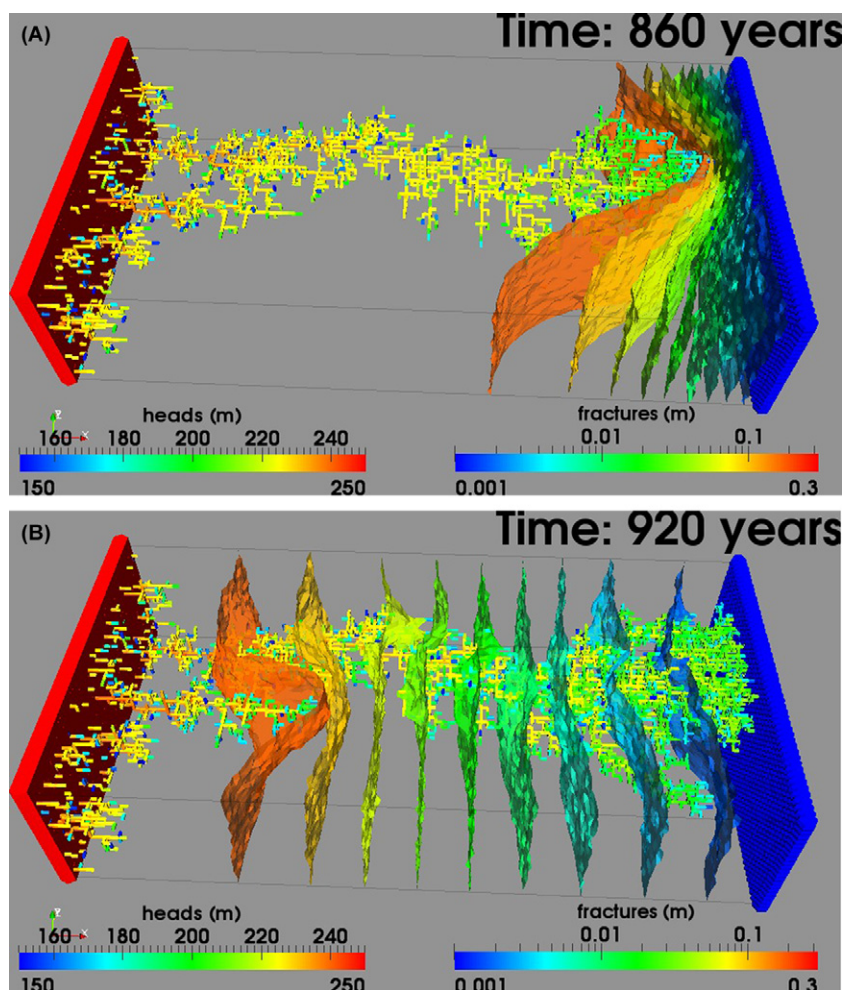 (A)
Time: 860 years
heads (m)
fractures (m)
160 180 200 220 240
0.01 0.1
150 250
0.001 0.3
(B)
Time: 920 years
heads (m)
fractures (m)
160 180 200 220 240
0.01 0.1
150 250
0.001 0.3